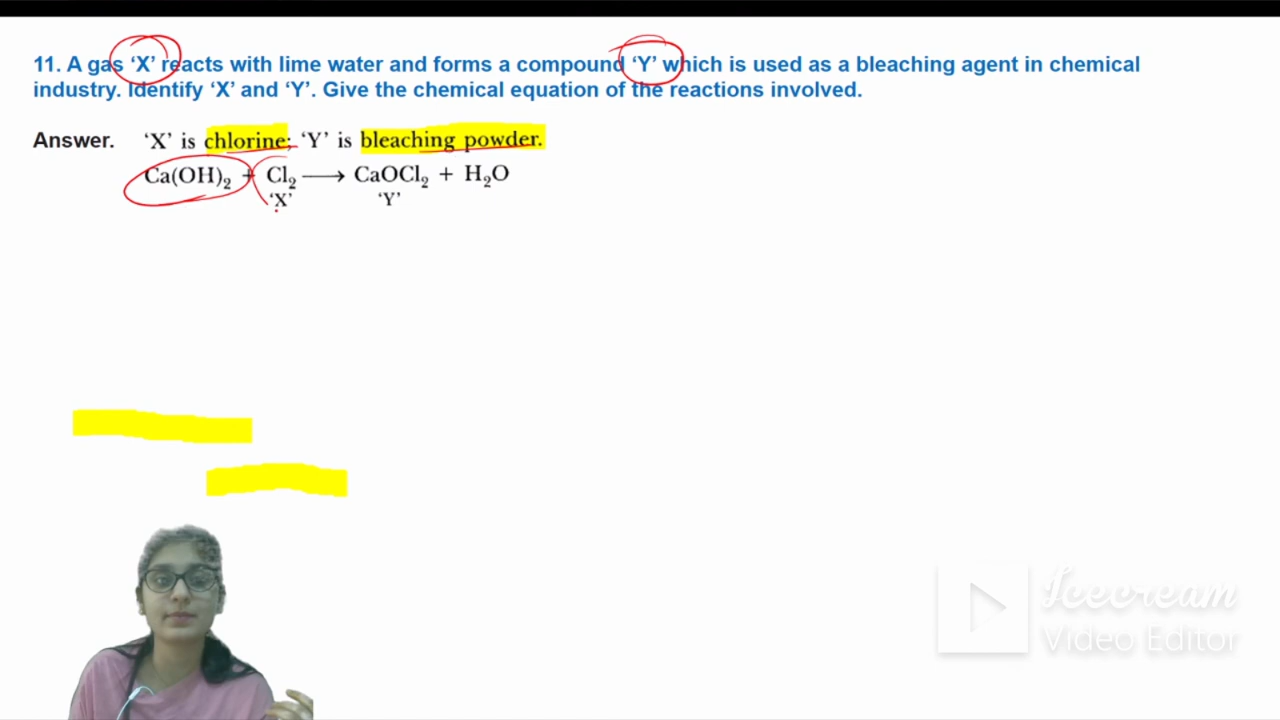 11. A gas ‘X’ reacts with lime water and forms a compound ‘Y’ which is used as a bleaching agent in chemical
industry. Identify ‘X’ and ‘Y’. Give the chemical equation of the reactions involved.
Answer. ‘X’ is chlorine; ‘Y’ is bleaching powder.
Ca(OH)₂ + Cl₂ ⟶ CaOCl₂ + H₂O
‘X’ ‘Y’
Icecream
Video Editor